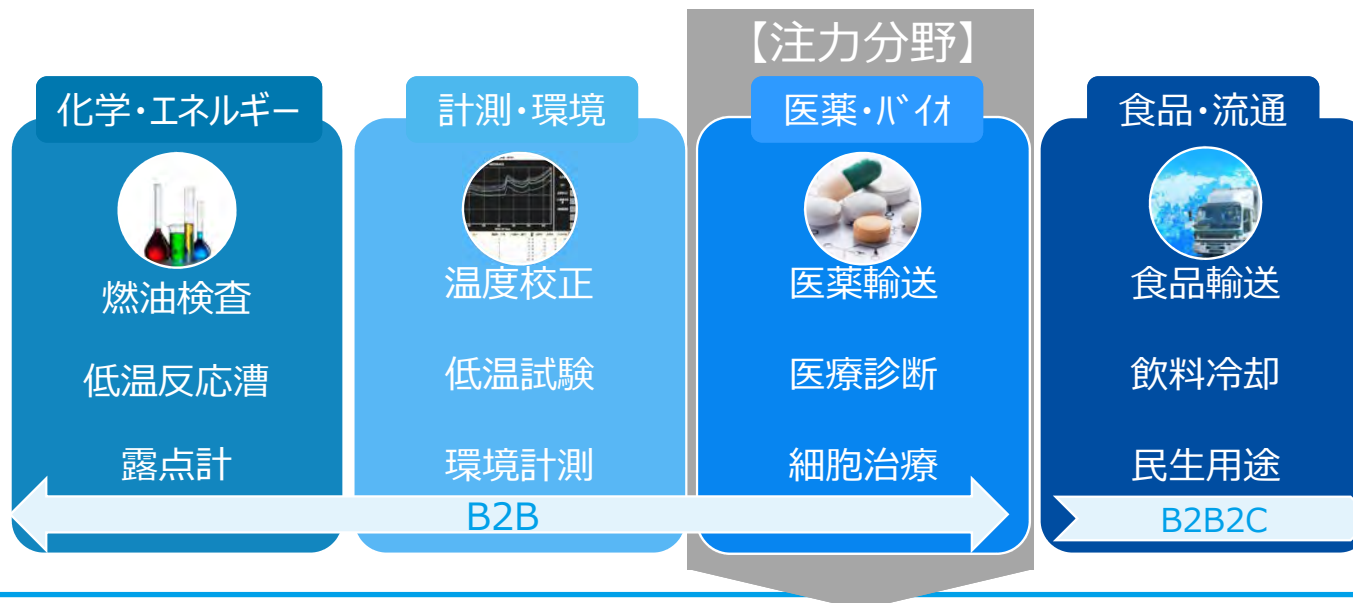 【注力分野】
化学・エネルギー
燃油検査
低温反応漕
露点計
計測・環境
温度校正
低温試験
環境計測
医薬・ﾊﾞｲｵ
医薬輸送
医療診断
細胞治療
食品・流通
食品輸送
飲料冷却
民生用途
B2B
B2B2C